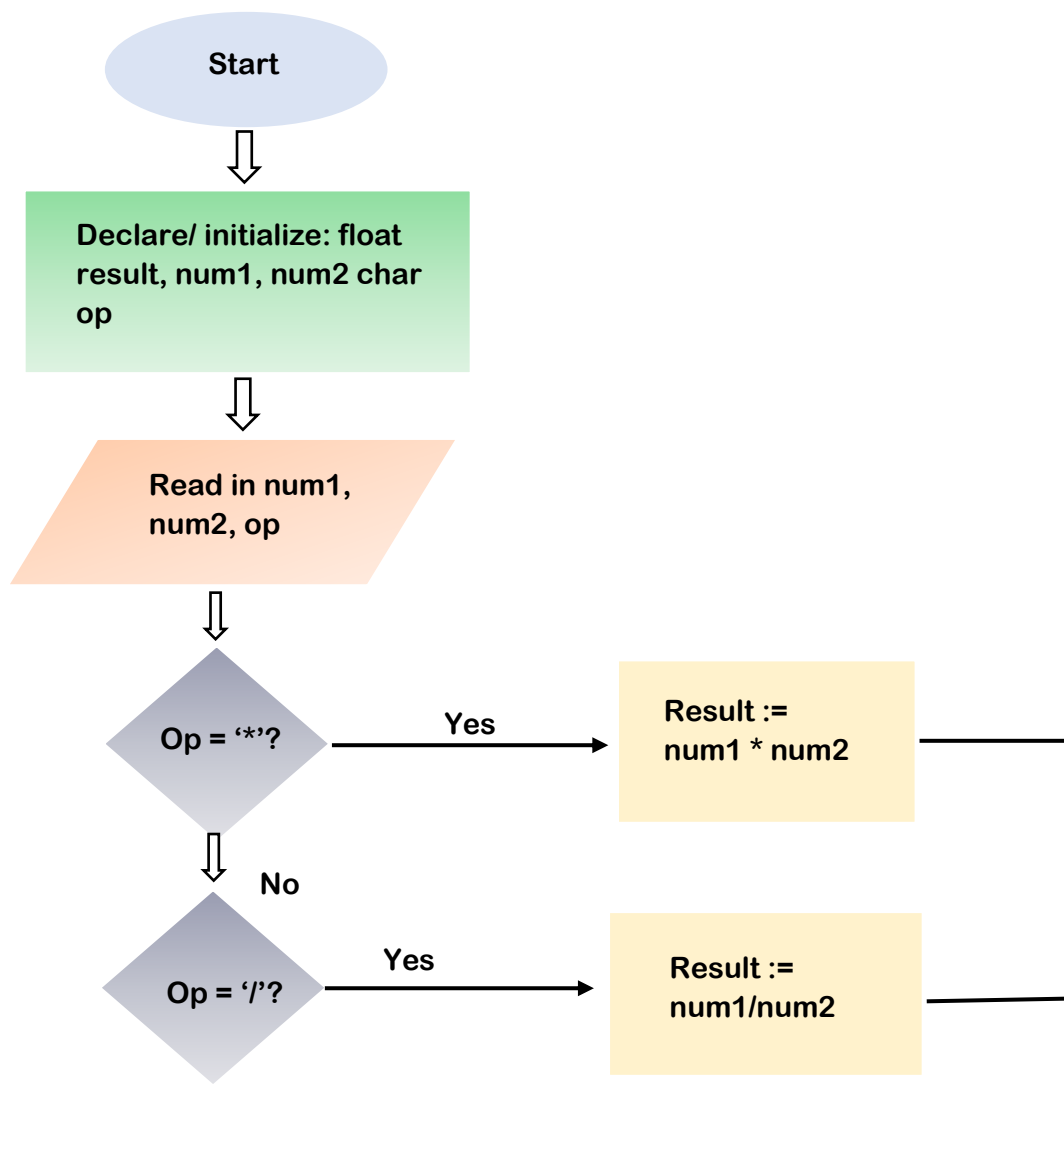 Start
Declare/ initialize: float
result, num1, num2 char
op
Read in num1,
num2, op
Op = ‘*’?
Yes
Result :=
num1 * num2
No
Op = ‘/’?
Yes
Result :=
num1/num2